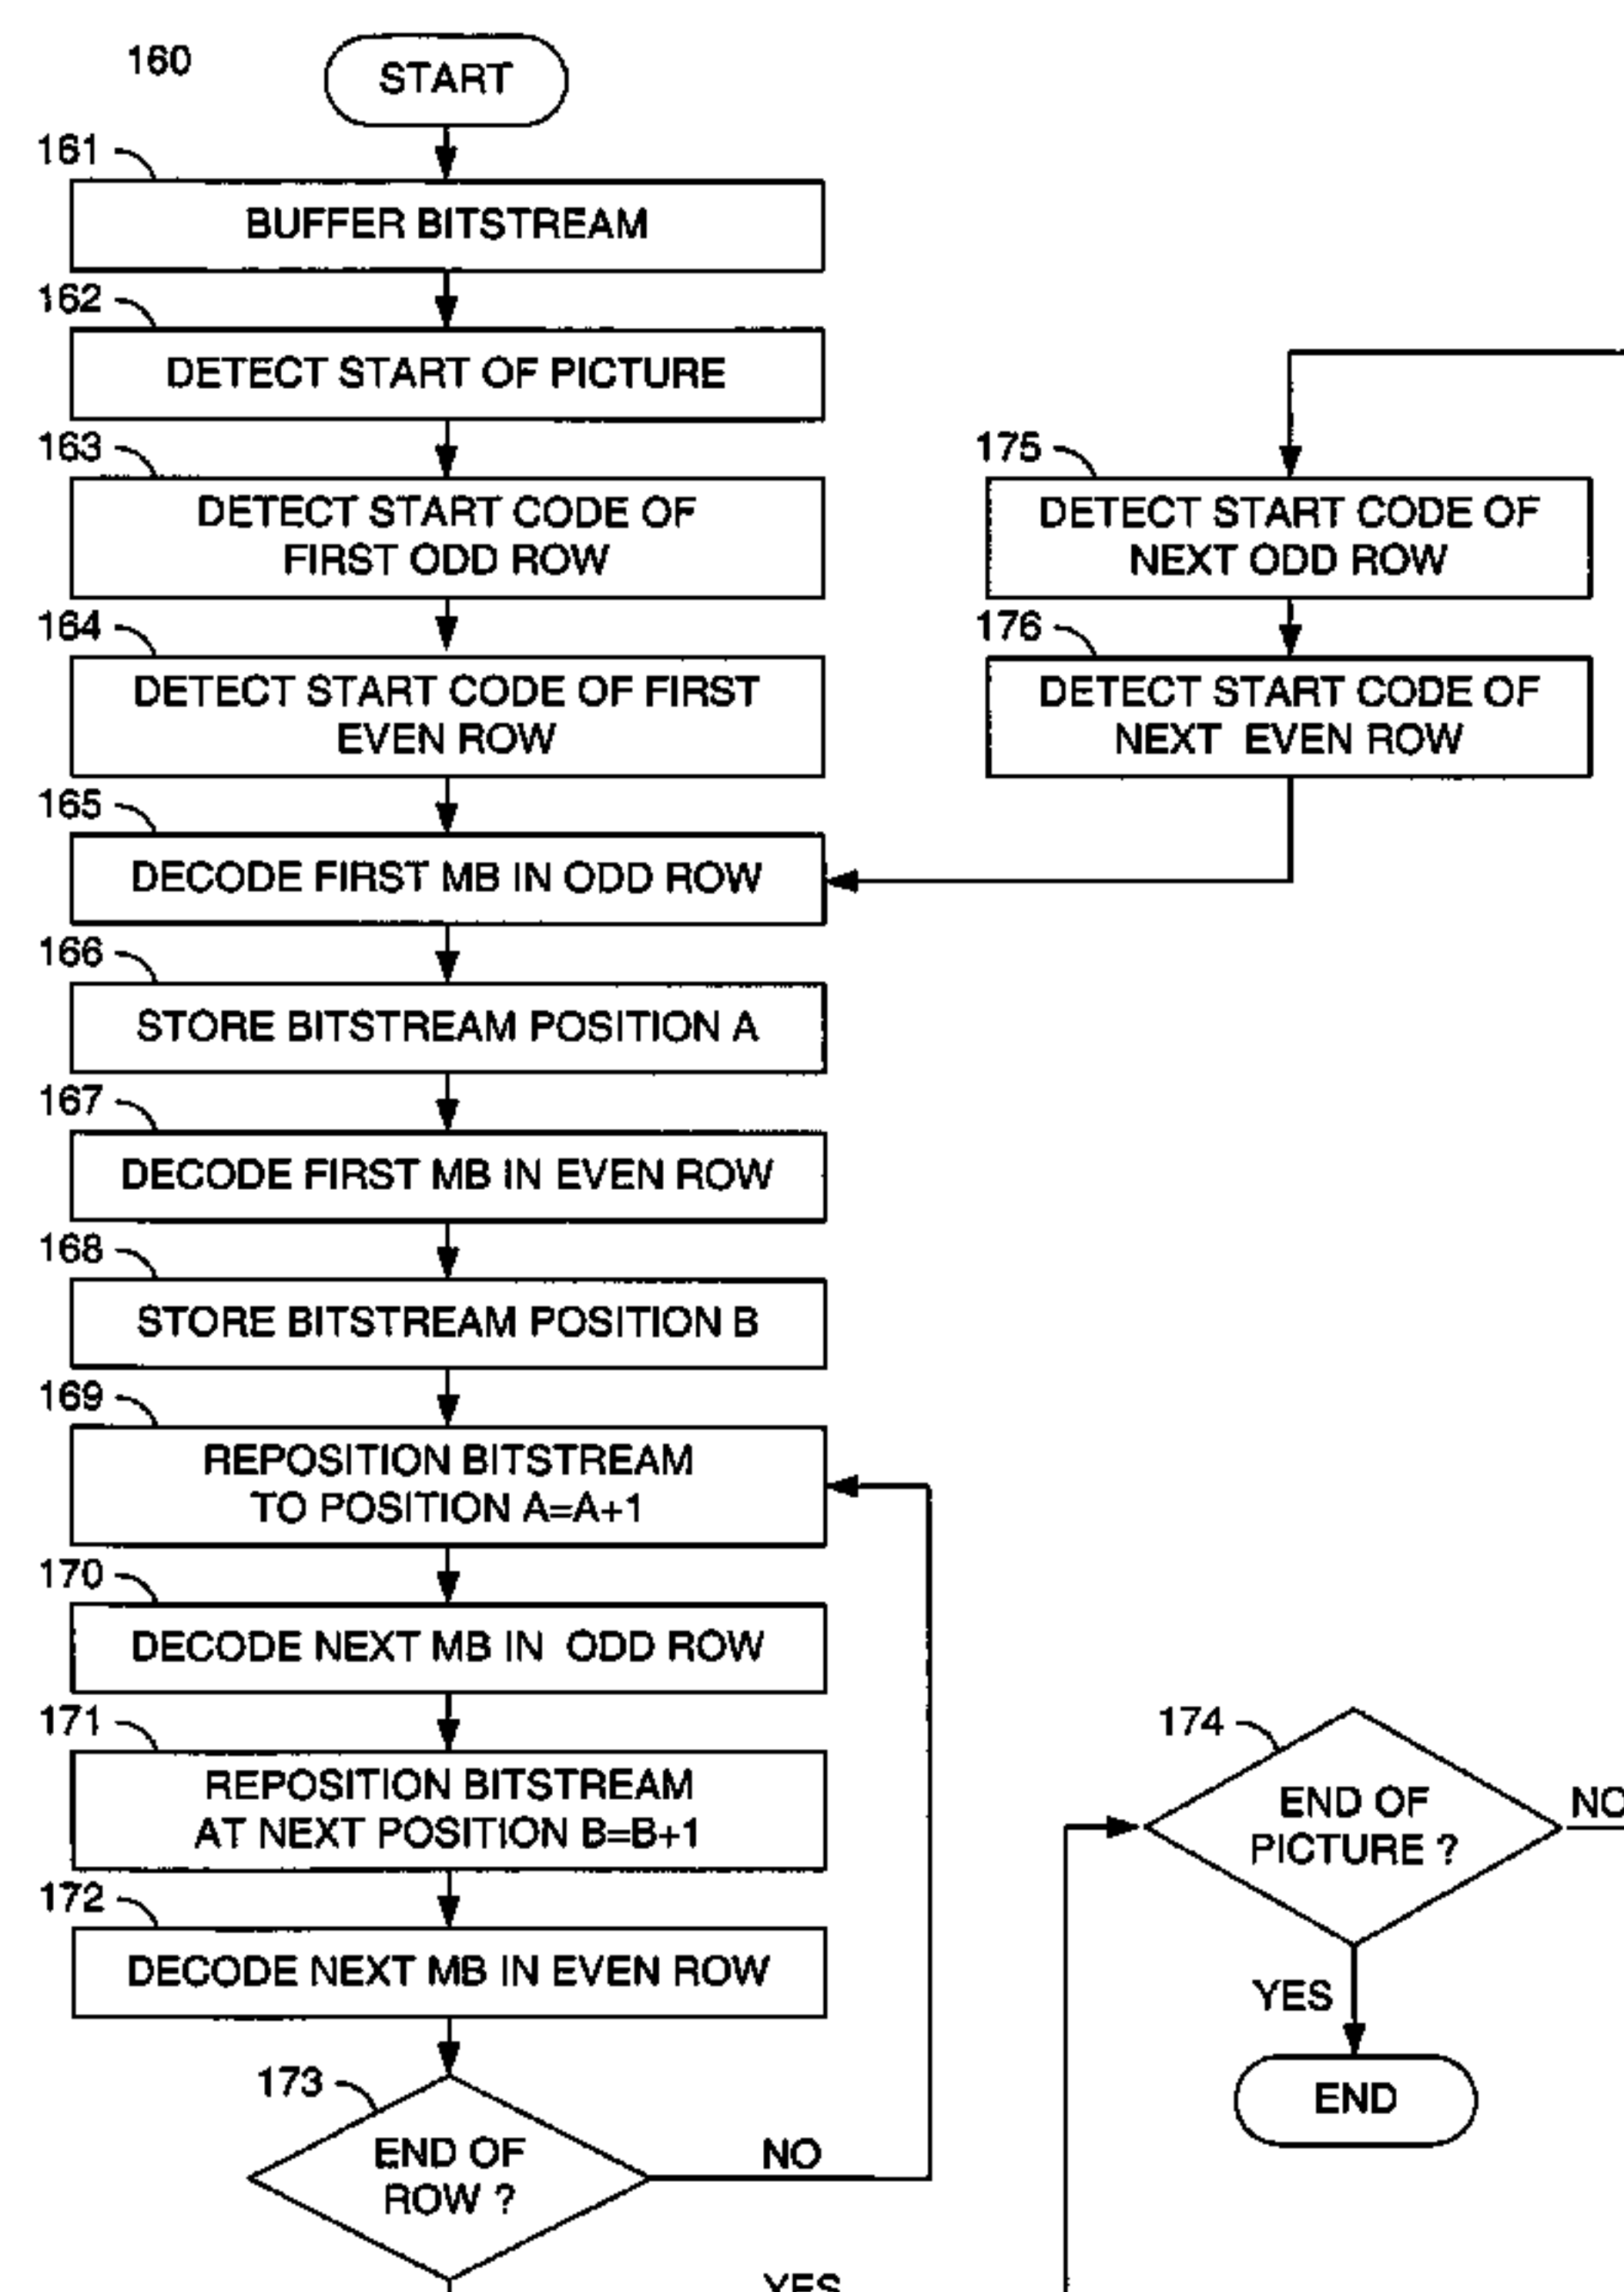 160
START
161
BUFFER BITSTREAM
162
DETECT START OF PICTURE
163
DETECT START CODE OF
FIRST ODD ROW
164
DETECT START CODE OF FIRST
EVEN ROW
165
DECODE FIRST MB IN ODD ROW
166
STORE BITSTREAM POSITION A
167
DECODE FIRST MB IN EVEN ROW
168
STORE BITSTREAM POSITION B
169
REPOSITION BITSTREAM
TO POSITION A=A+1
170
DECODE NEXT MB IN ODD ROW
171
REPOSITION BITSTREAM
AT NEXT POSITION B=B+1
172
DECODE NEXT MB IN EVEN ROW
173
END OF
ROW ?
NO
YES
174
END OF
PICTURE ?
NO
YES
END
175
DETECT START CODE OF
NEXT ODD ROW
176
DETECT START CODE OF
NEXT EVEN ROW